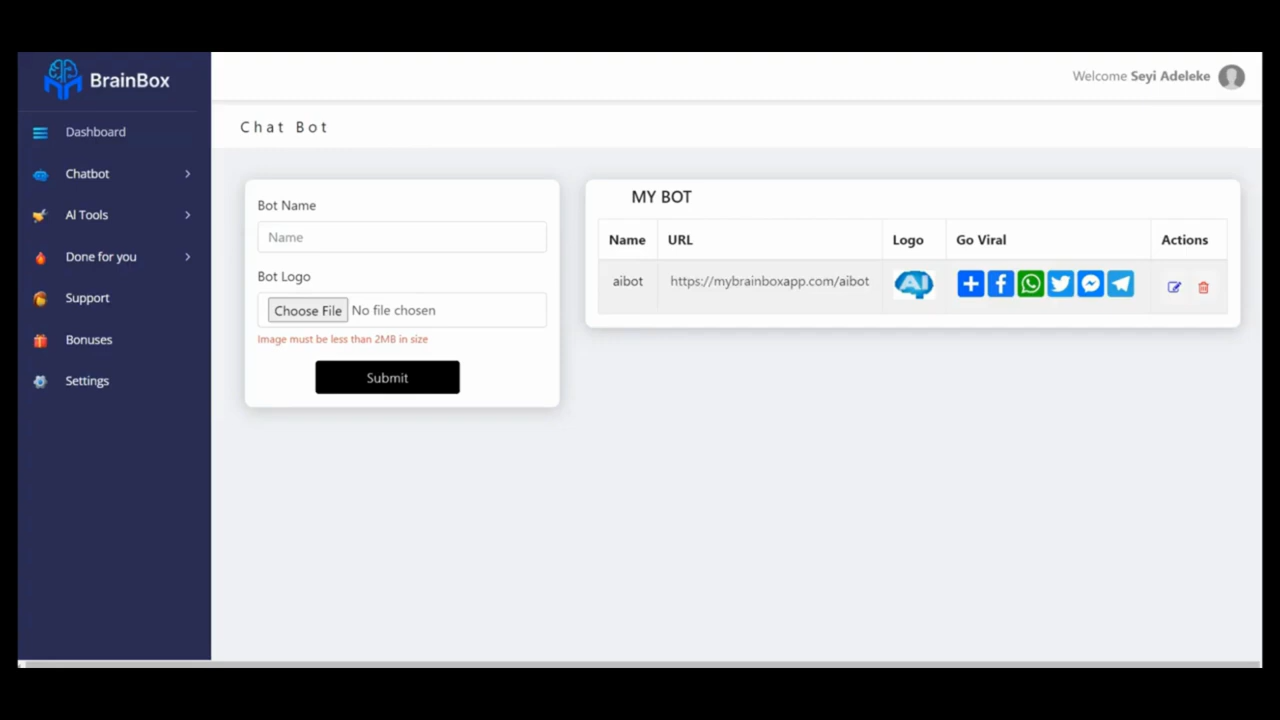 BrainBox
Welcome Seyi Adeleke
Dashboard
Chatbot
AI Tools
Done for you
Support
Bonuses
Settings
Chat Bot
Bot Name
Name
Bot Logo
Choose File No file chosen
Image must be less than 2MB in size
Submit
MY BOT
Name URL Logo Go Viral Actions
aibot https://mybrainboxapp.com/aibot AI